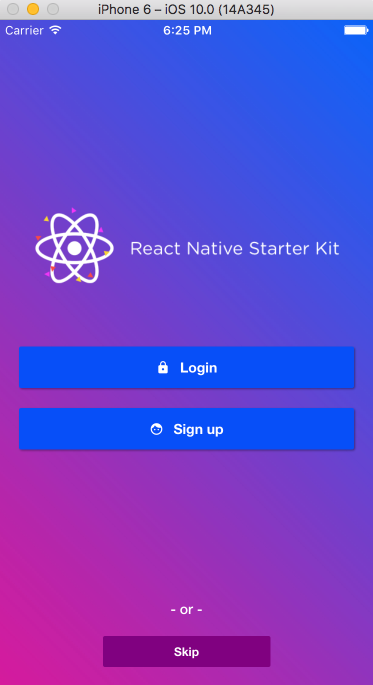 iPhone 6 – iOS 10.0 (14A345)
Carrier 6:25 PM
React Native Starter Kit
Login
Sign up
- or -
Skip